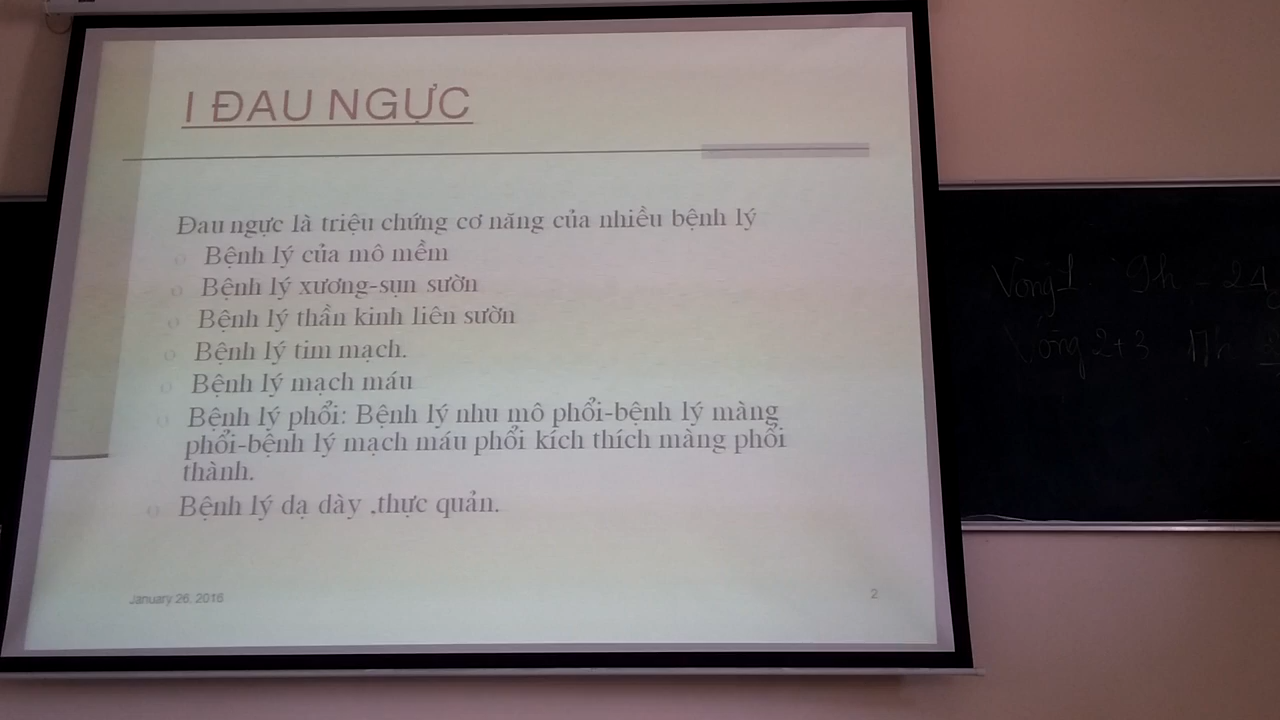 I ĐAU NGỰC
Đau ngực là triệu chứng cơ năng của nhiều bệnh lý
Bệnh lý của mô mềm
Bệnh lý xương-sụn sườn
Bệnh lý thần kinh liên sườn
Bệnh lý tim mạch.
Bệnh lý mạch máu
Bệnh lý phổi: Bệnh lý nhu mô phổi-bệnh lý màng
phổi-bệnh lý mạch máu phổi kích thích màng phổi
thành.
Bệnh lý dạ dày .thực quản.
January 26, 2016
2
Vòng 1 : 9h - 24
Vòng 2+3 17h